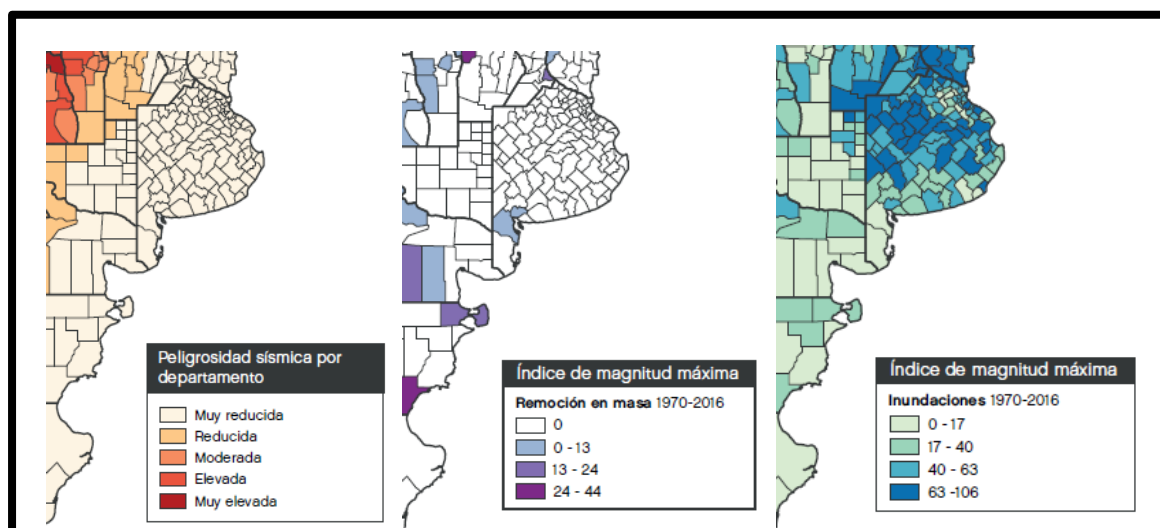 Peligrosidad sísmica por
departamento
Muy reducida
Reducida
Moderada
Elevada
Muy elevada
Índice de magnitud máxima
Remoción en masa 1970-2016
0
0 - 13
13 - 24
24 - 44
Índice de magnitud máxima
Inundaciones 1970-2016
0 - 17
17 - 40
40 - 63
63 -106